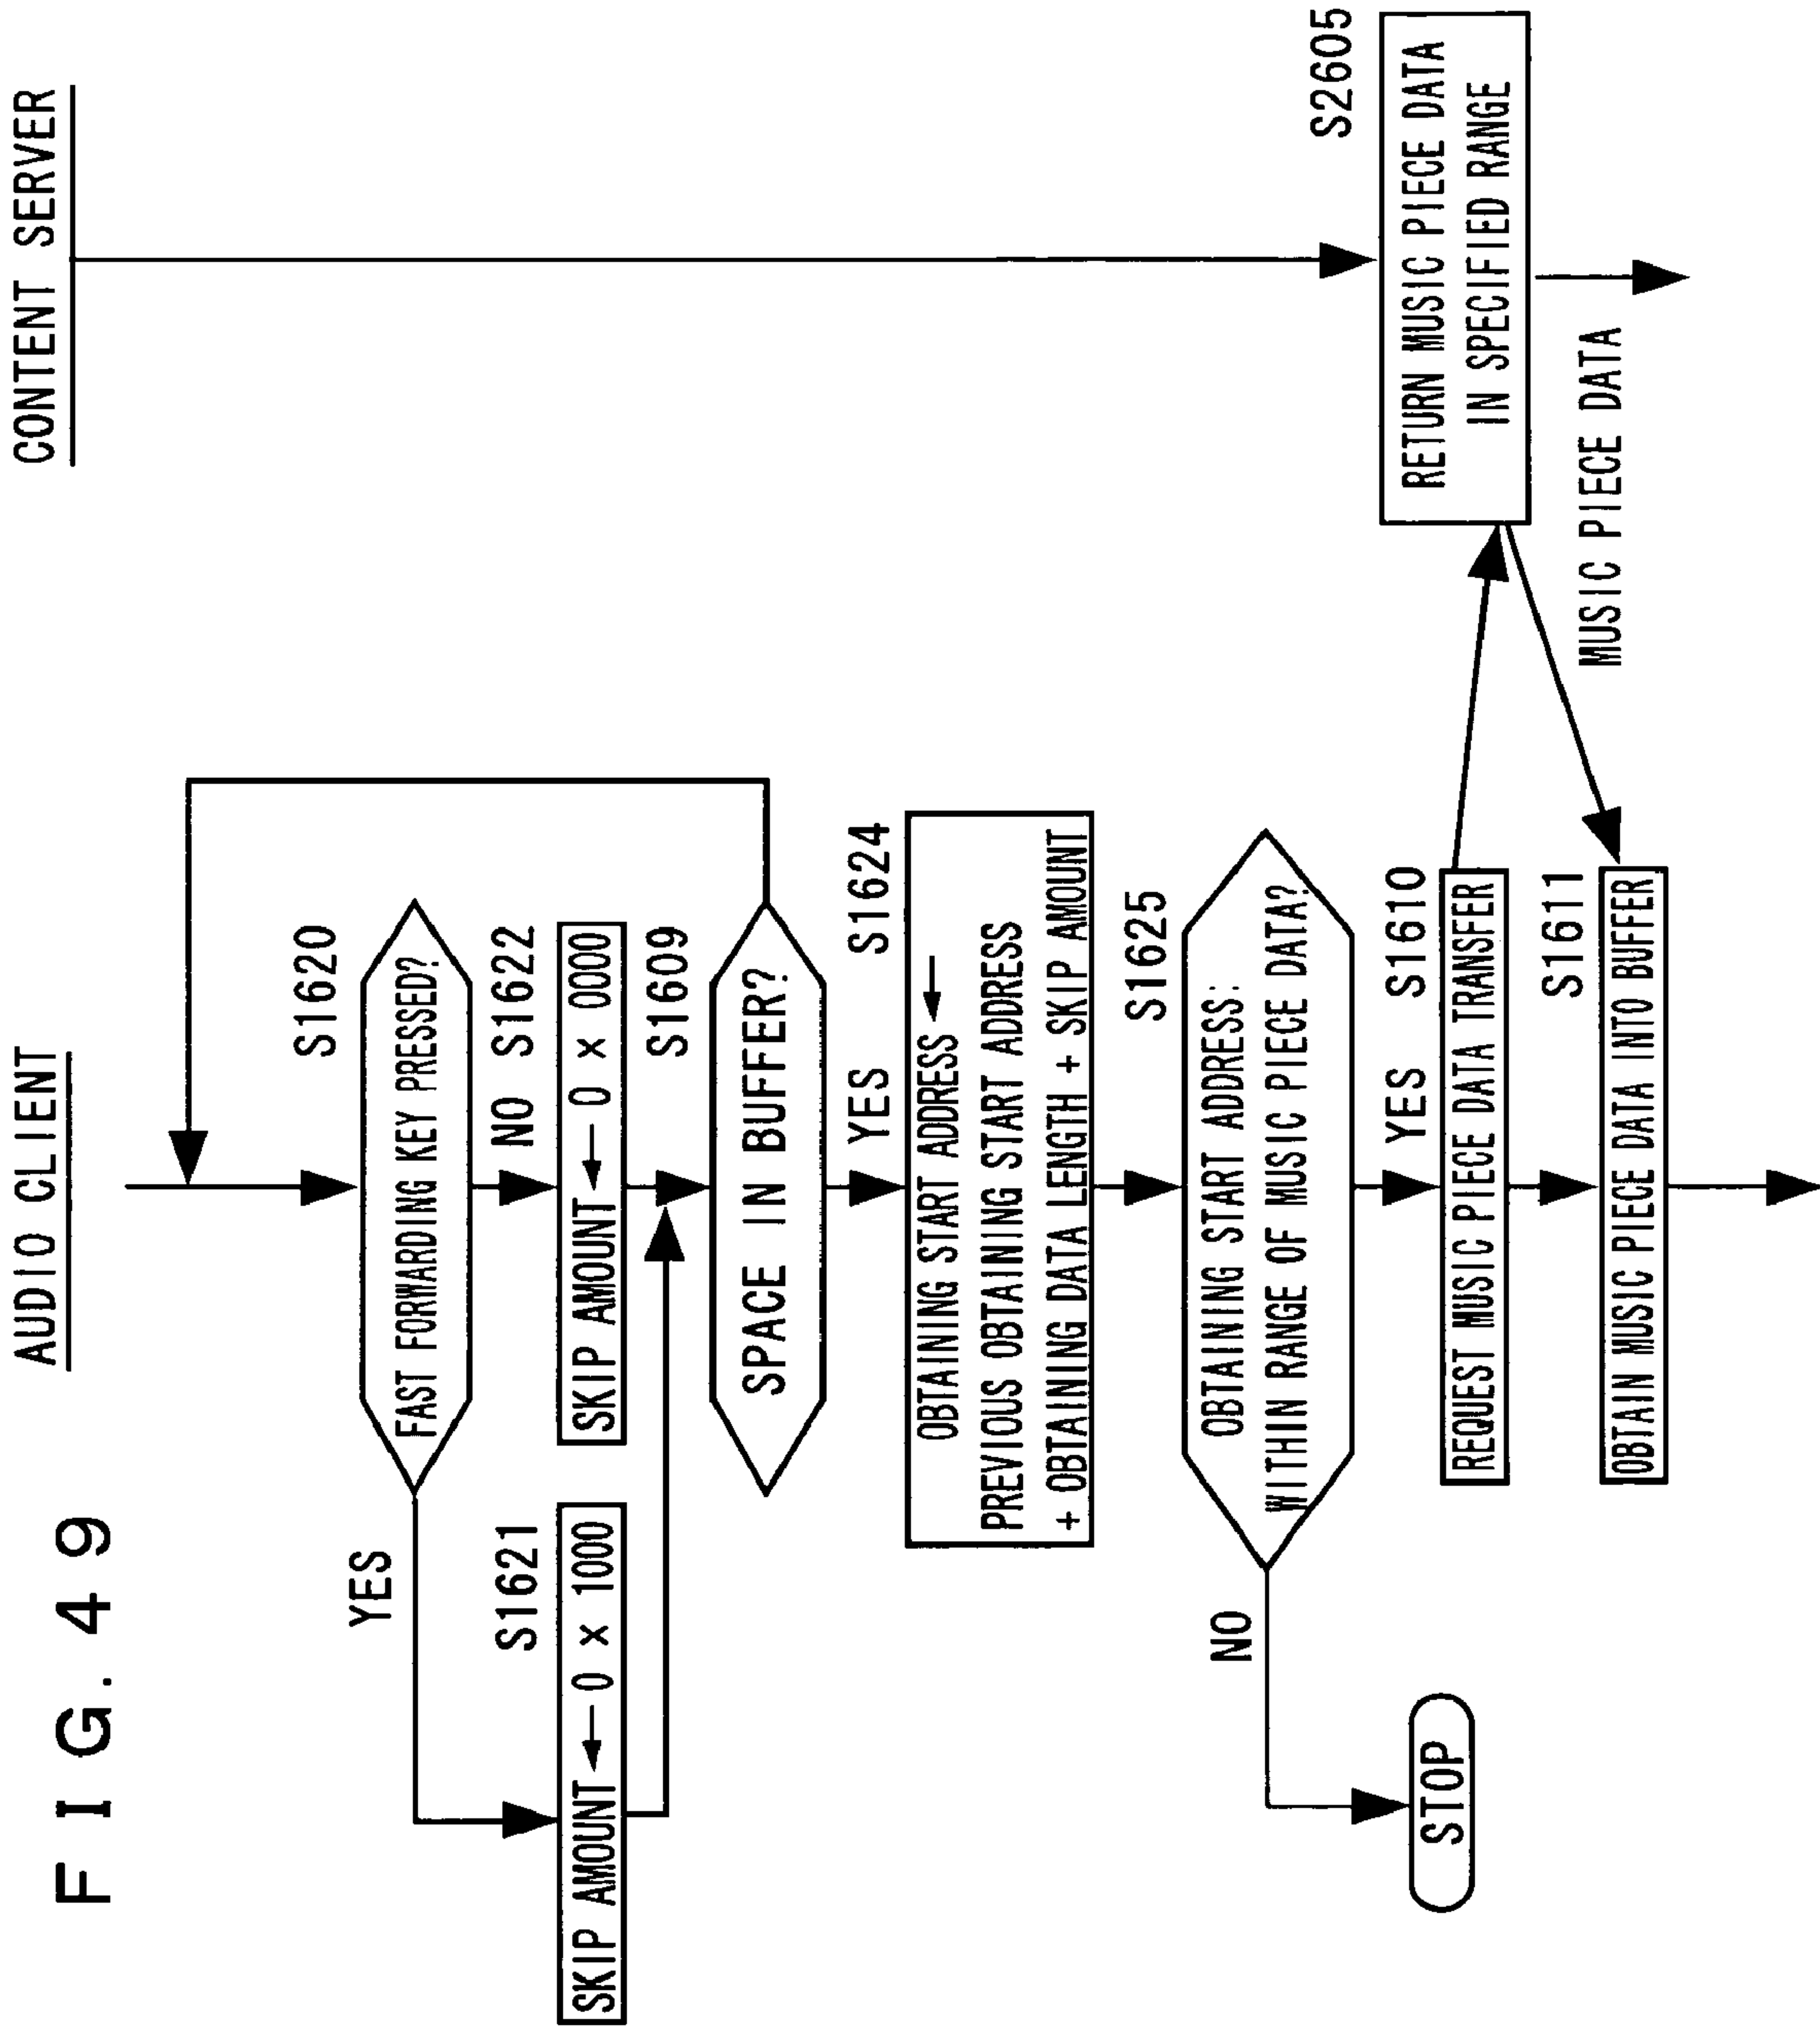 FIG. 49
AUDIO CLIENT
CONTENT SERVER
S1620
FAST FORWARDING KEY PRESSED?
YES
NO
S1621
SKIP AMOUNT ← 0 × 1000
S1622
SKIP AMOUNT ← 0 × 0000
S1609
SPACE IN BUFFER?
YES
S1624
OBTAINING START ADDRESS ←
PREVIOUS OBTAINING START ADDRESS
+ OBTAINING DATA LENGTH + SKIP AMOUNT
S1625
OBTAINING START ADDRESS:
WITHIN RANGE OF MUSIC PIECE DATA?
NO
YES
STOP
S1610
REQUEST MUSIC PIECE DATA TRANSFER
S2605
RETURN MUSIC PIECE DATA
IN SPECIFIED RANGE
S1611
OBTAIN MUSIC PIECE DATA INTO BUFFER
MUSIC PIECE DATA